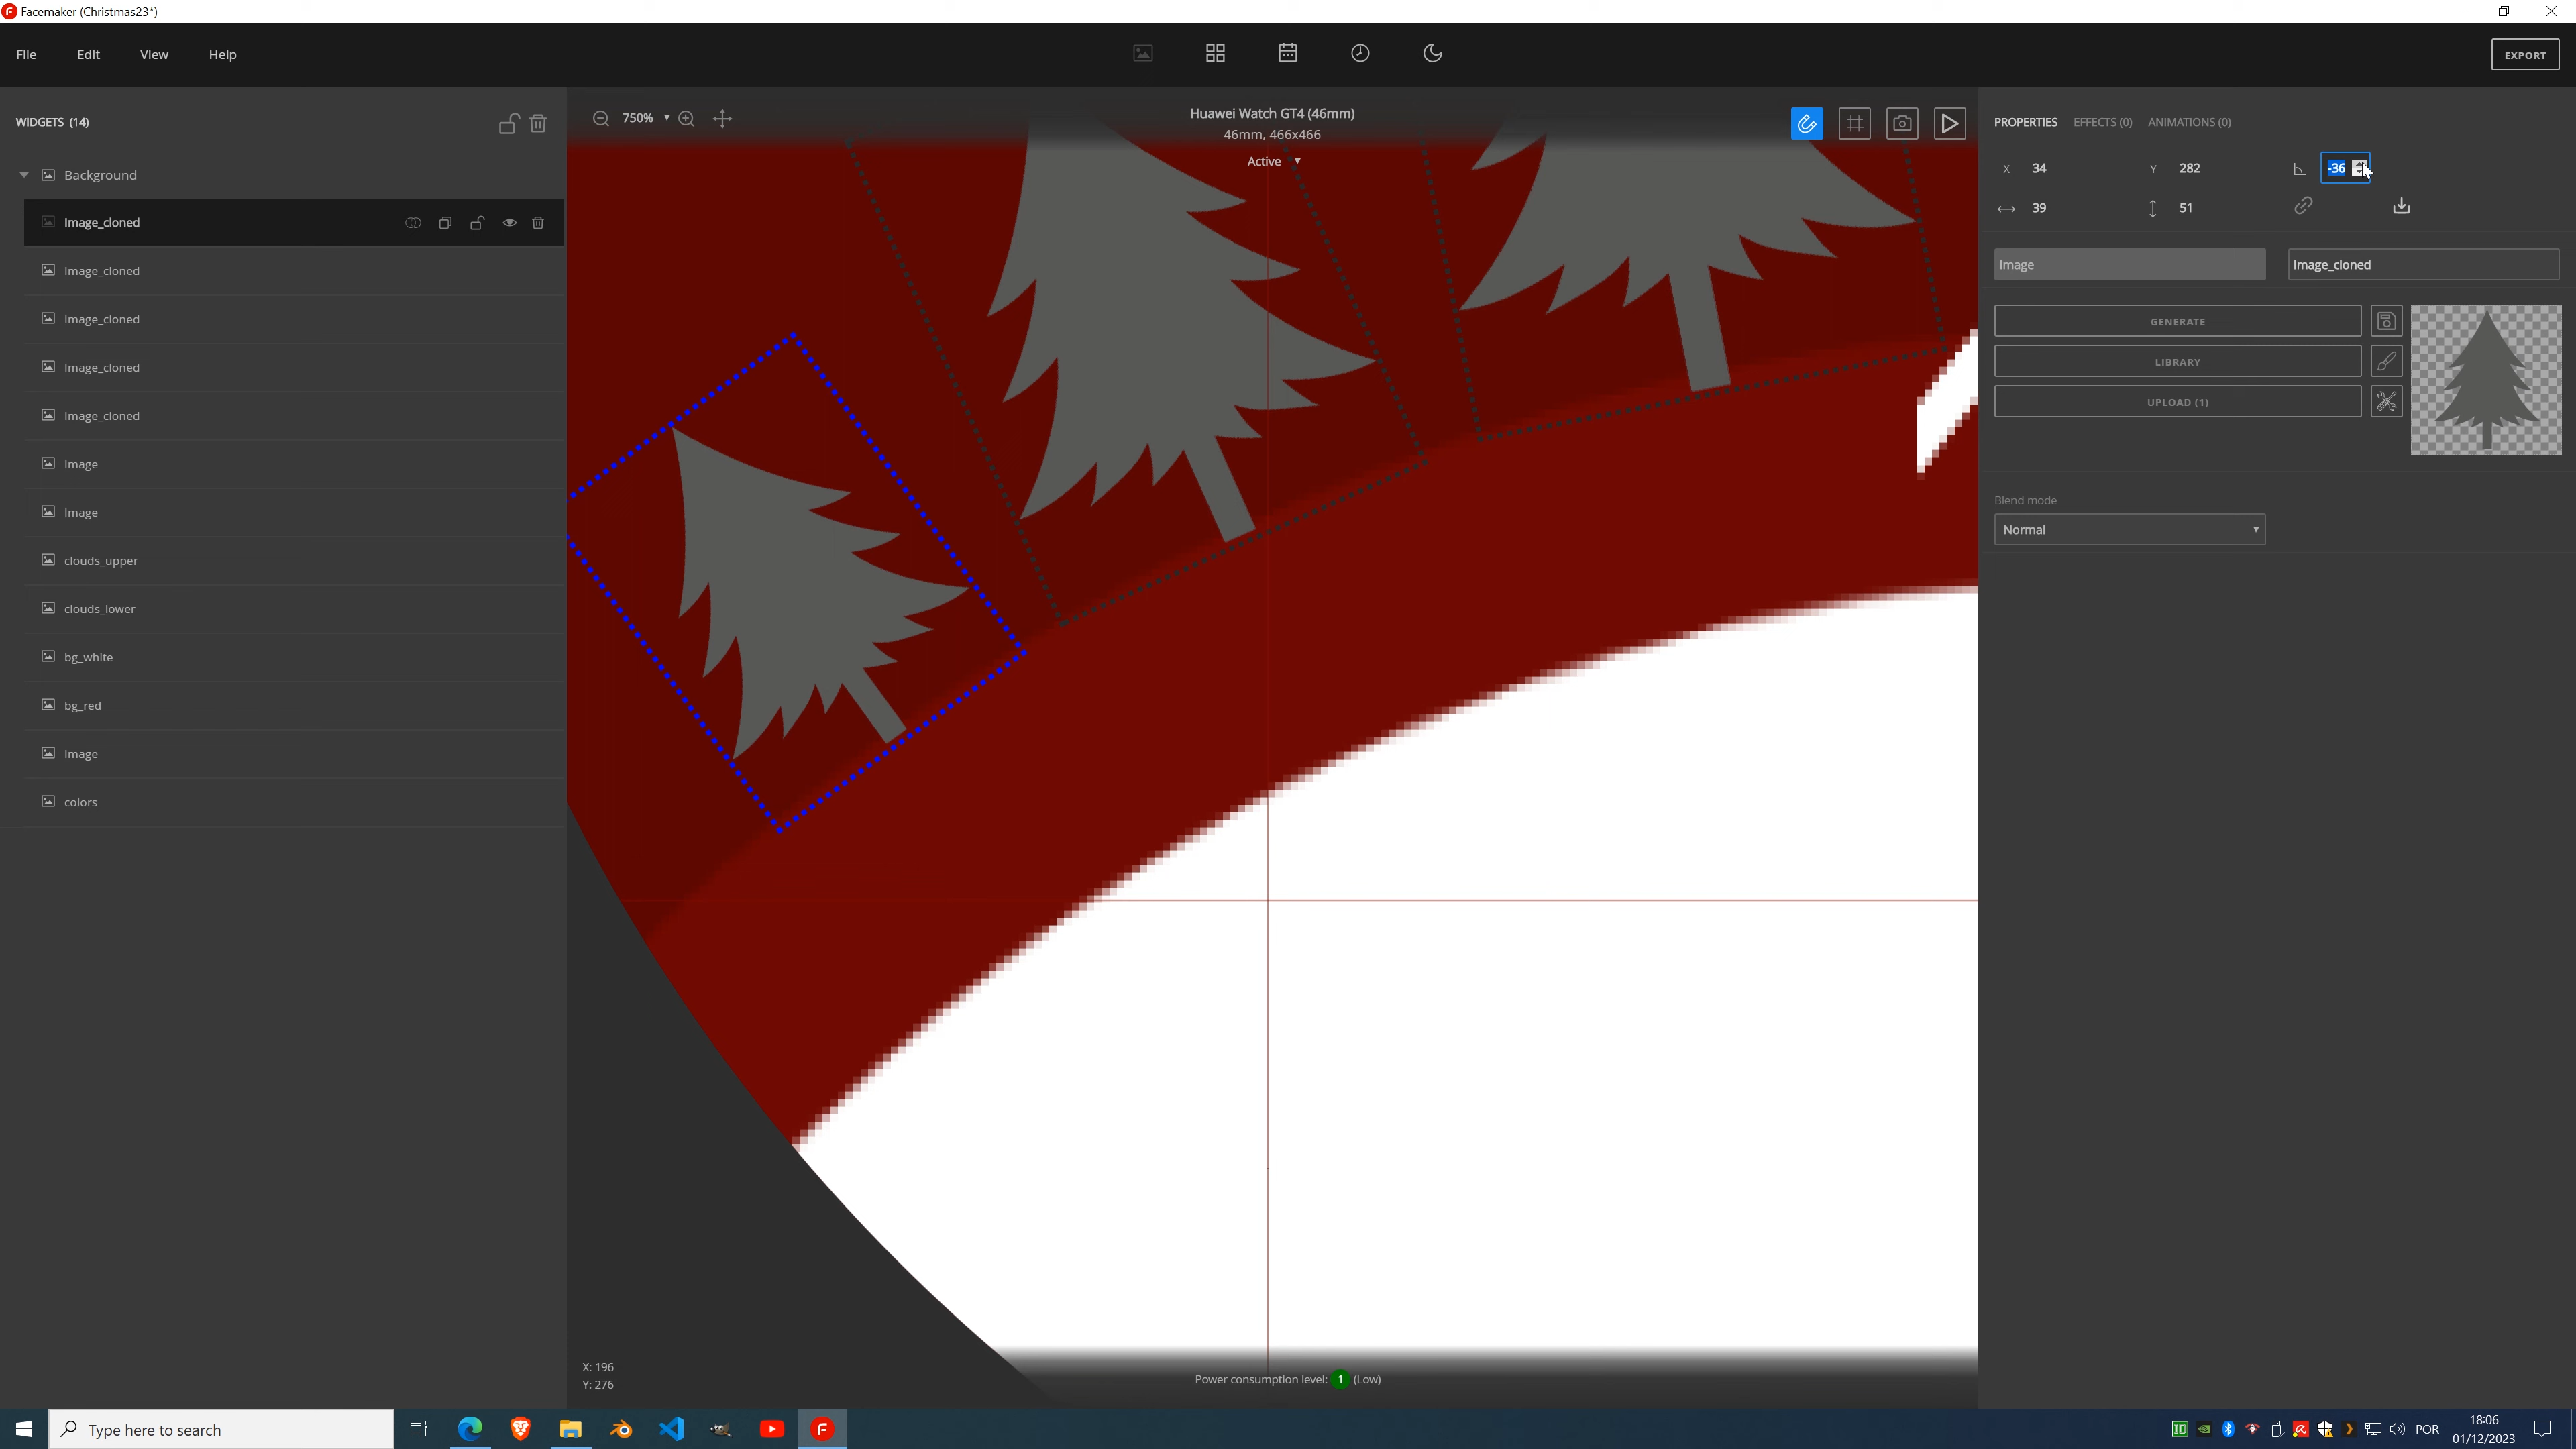 Facemaker (Christmas23*)
File Edit View Help
EXPORT
WIDGETS (14)
Background
Image_cloned
Image_cloned
Image_cloned
Image_cloned
Image_cloned
Image
Image
clouds_upper
clouds_lower
bg_white
bg_red
Image
colors
750%
Huawei Watch GT4 (46mm)
46mm, 466x466
Active
X: 196
Y: 276
Power consumption level: 1 (Low)
PROPERTIES EFFECTS (0) ANIMATIONS (0)
X 34 Y 282 -36
39 51
Image Image_cloned
GENERATE
LIBRARY
UPLOAD (1)
Blend mode
Normal
Type here to search
ID
POR
18:06
01/12/2023